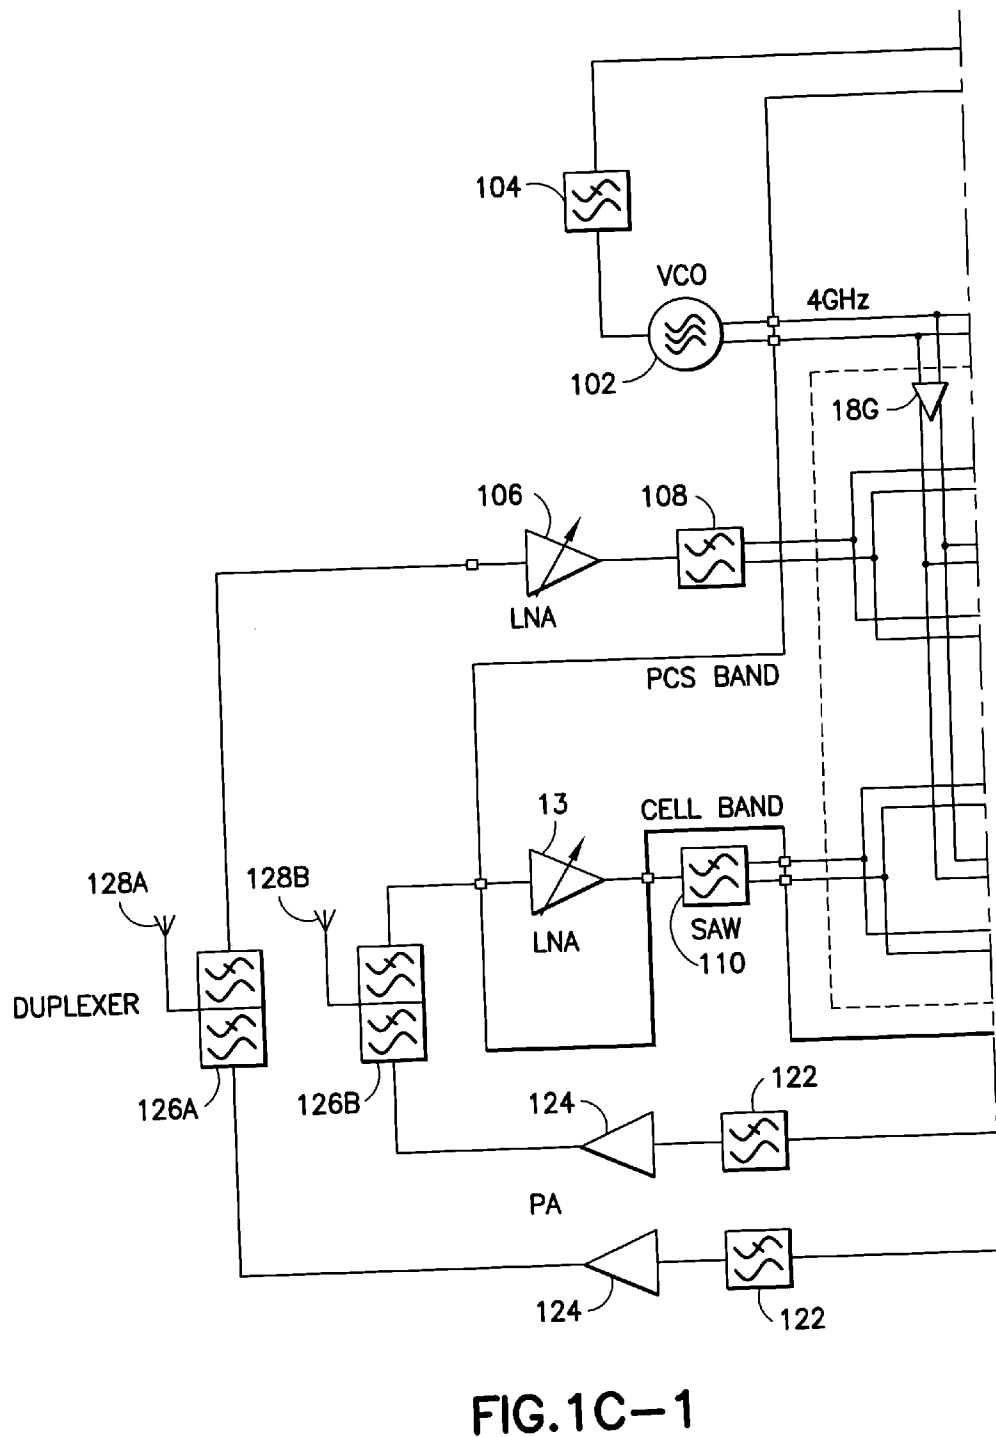 104
VCO
4GHz
102
18G
106
108
LNA
PCS BAND
13
CELL BAND
128A
128B
LNA
SAW
110
DUPLEXER
126A
126B
124
122
PA
124
122
FIG.1C-1